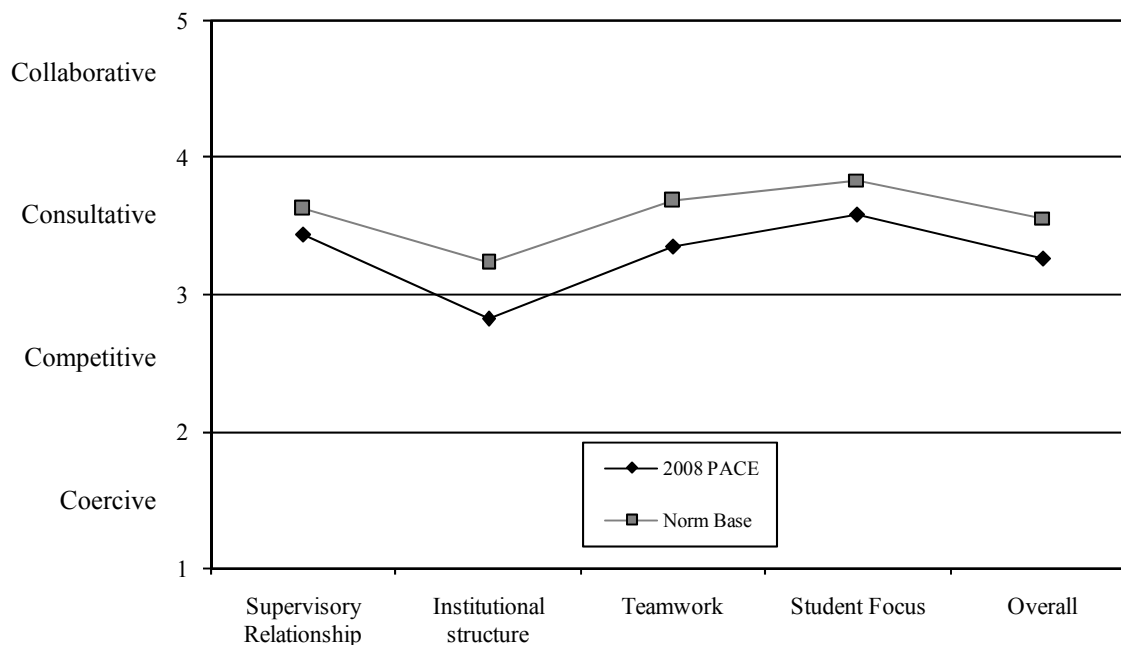 5
Collaborative
4
Consultative
3
Competitive
2
Coercive
1
2008 PACE
Norm Base
Supervisory
Relationship
Institutional
structure
Teamwork
Student Focus
Overall